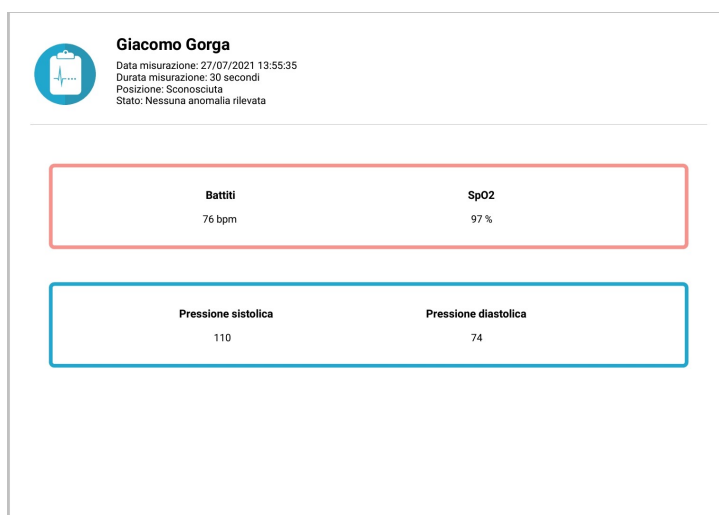 Giacomo Gorga
Data misurazione: 27/07/2021 13:55:35
Durata misurazione: 30 secondi
Posizione: Sconosciuta
Stato: Nessuna anomalia rilevata
Battiti SpO2
76 bpm 97 %
Pressione sistolica Pressione diastolica
110 74